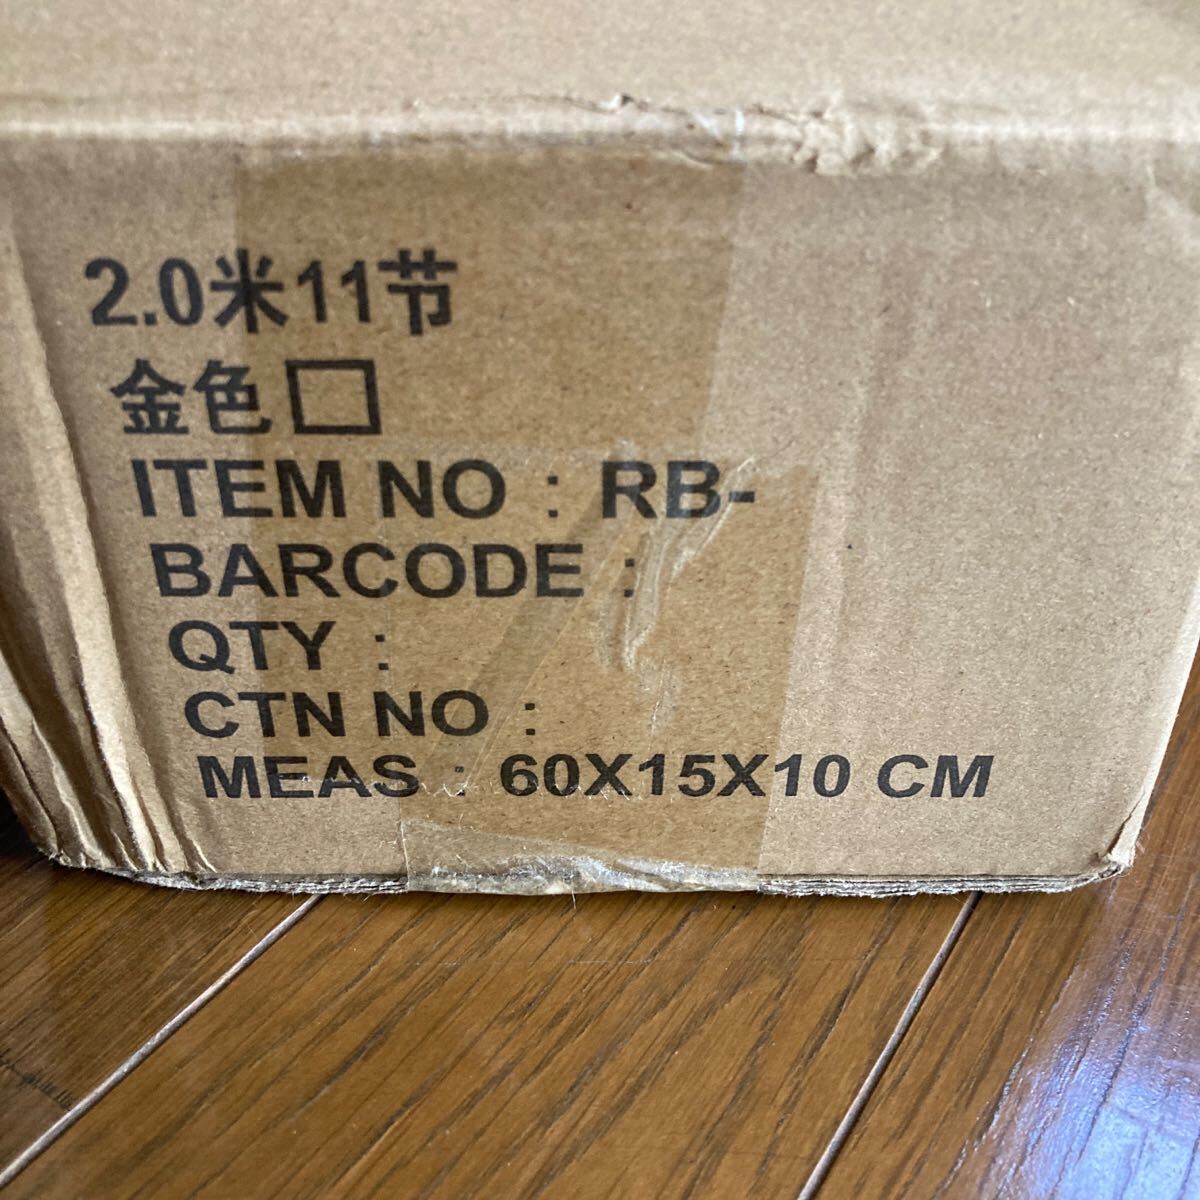 2.0米11节
金色□
ITEM NO : RB-
BARCODE :
QTY :
CTN NO :
MEAS : 60X15X10 CM